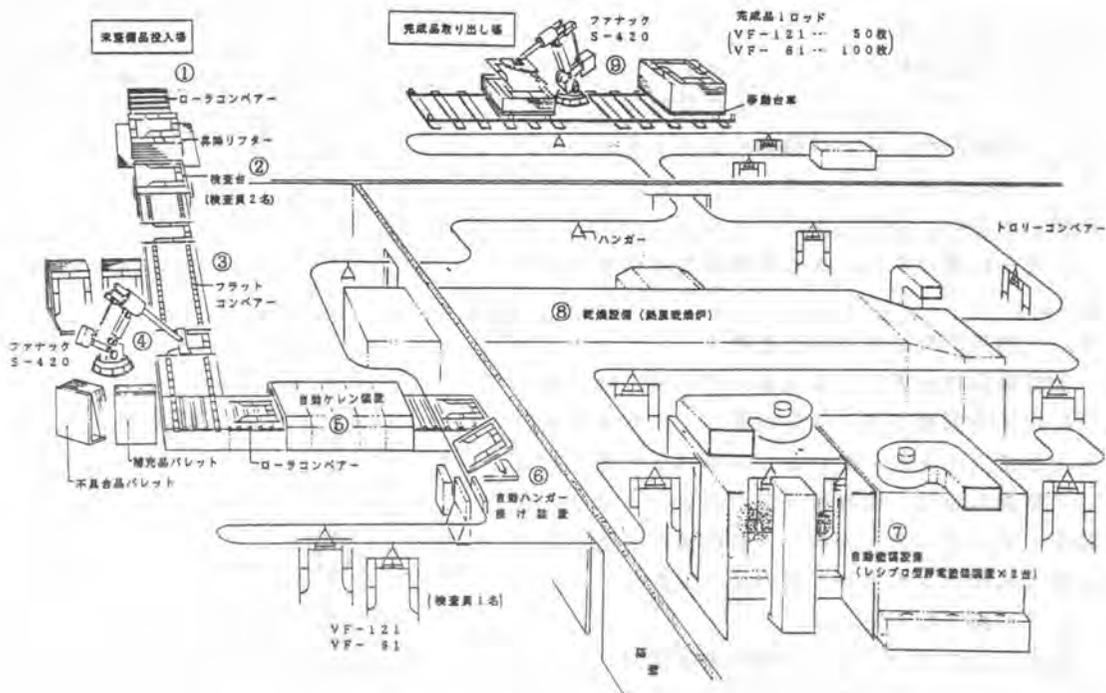 未整備品投入場
①
ローラコンベアー
昇降リフター
②
検査台
(検査員2名)
③
フラット
コンベアー
④
ファナック
S-420
補充品パレット
不具合品パレット
ローラコンベアー
自動ケレン装置
⑤
⑥
自動ハンガー
掛け装置
(検査員1名)
VF-121
VF-61
隔壁
完成品取り出し場
ファナック
S-420
⑨
完成品1ロッド
(VF-121… 50枚
VF- 61… 100枚)
移動台車
ハンガー
トロリーコンベアー
⑧ 乾燥設備(熱風乾燥炉)
⑦
自動塗装設備
(レシプロ型静電塗装装置×2台)